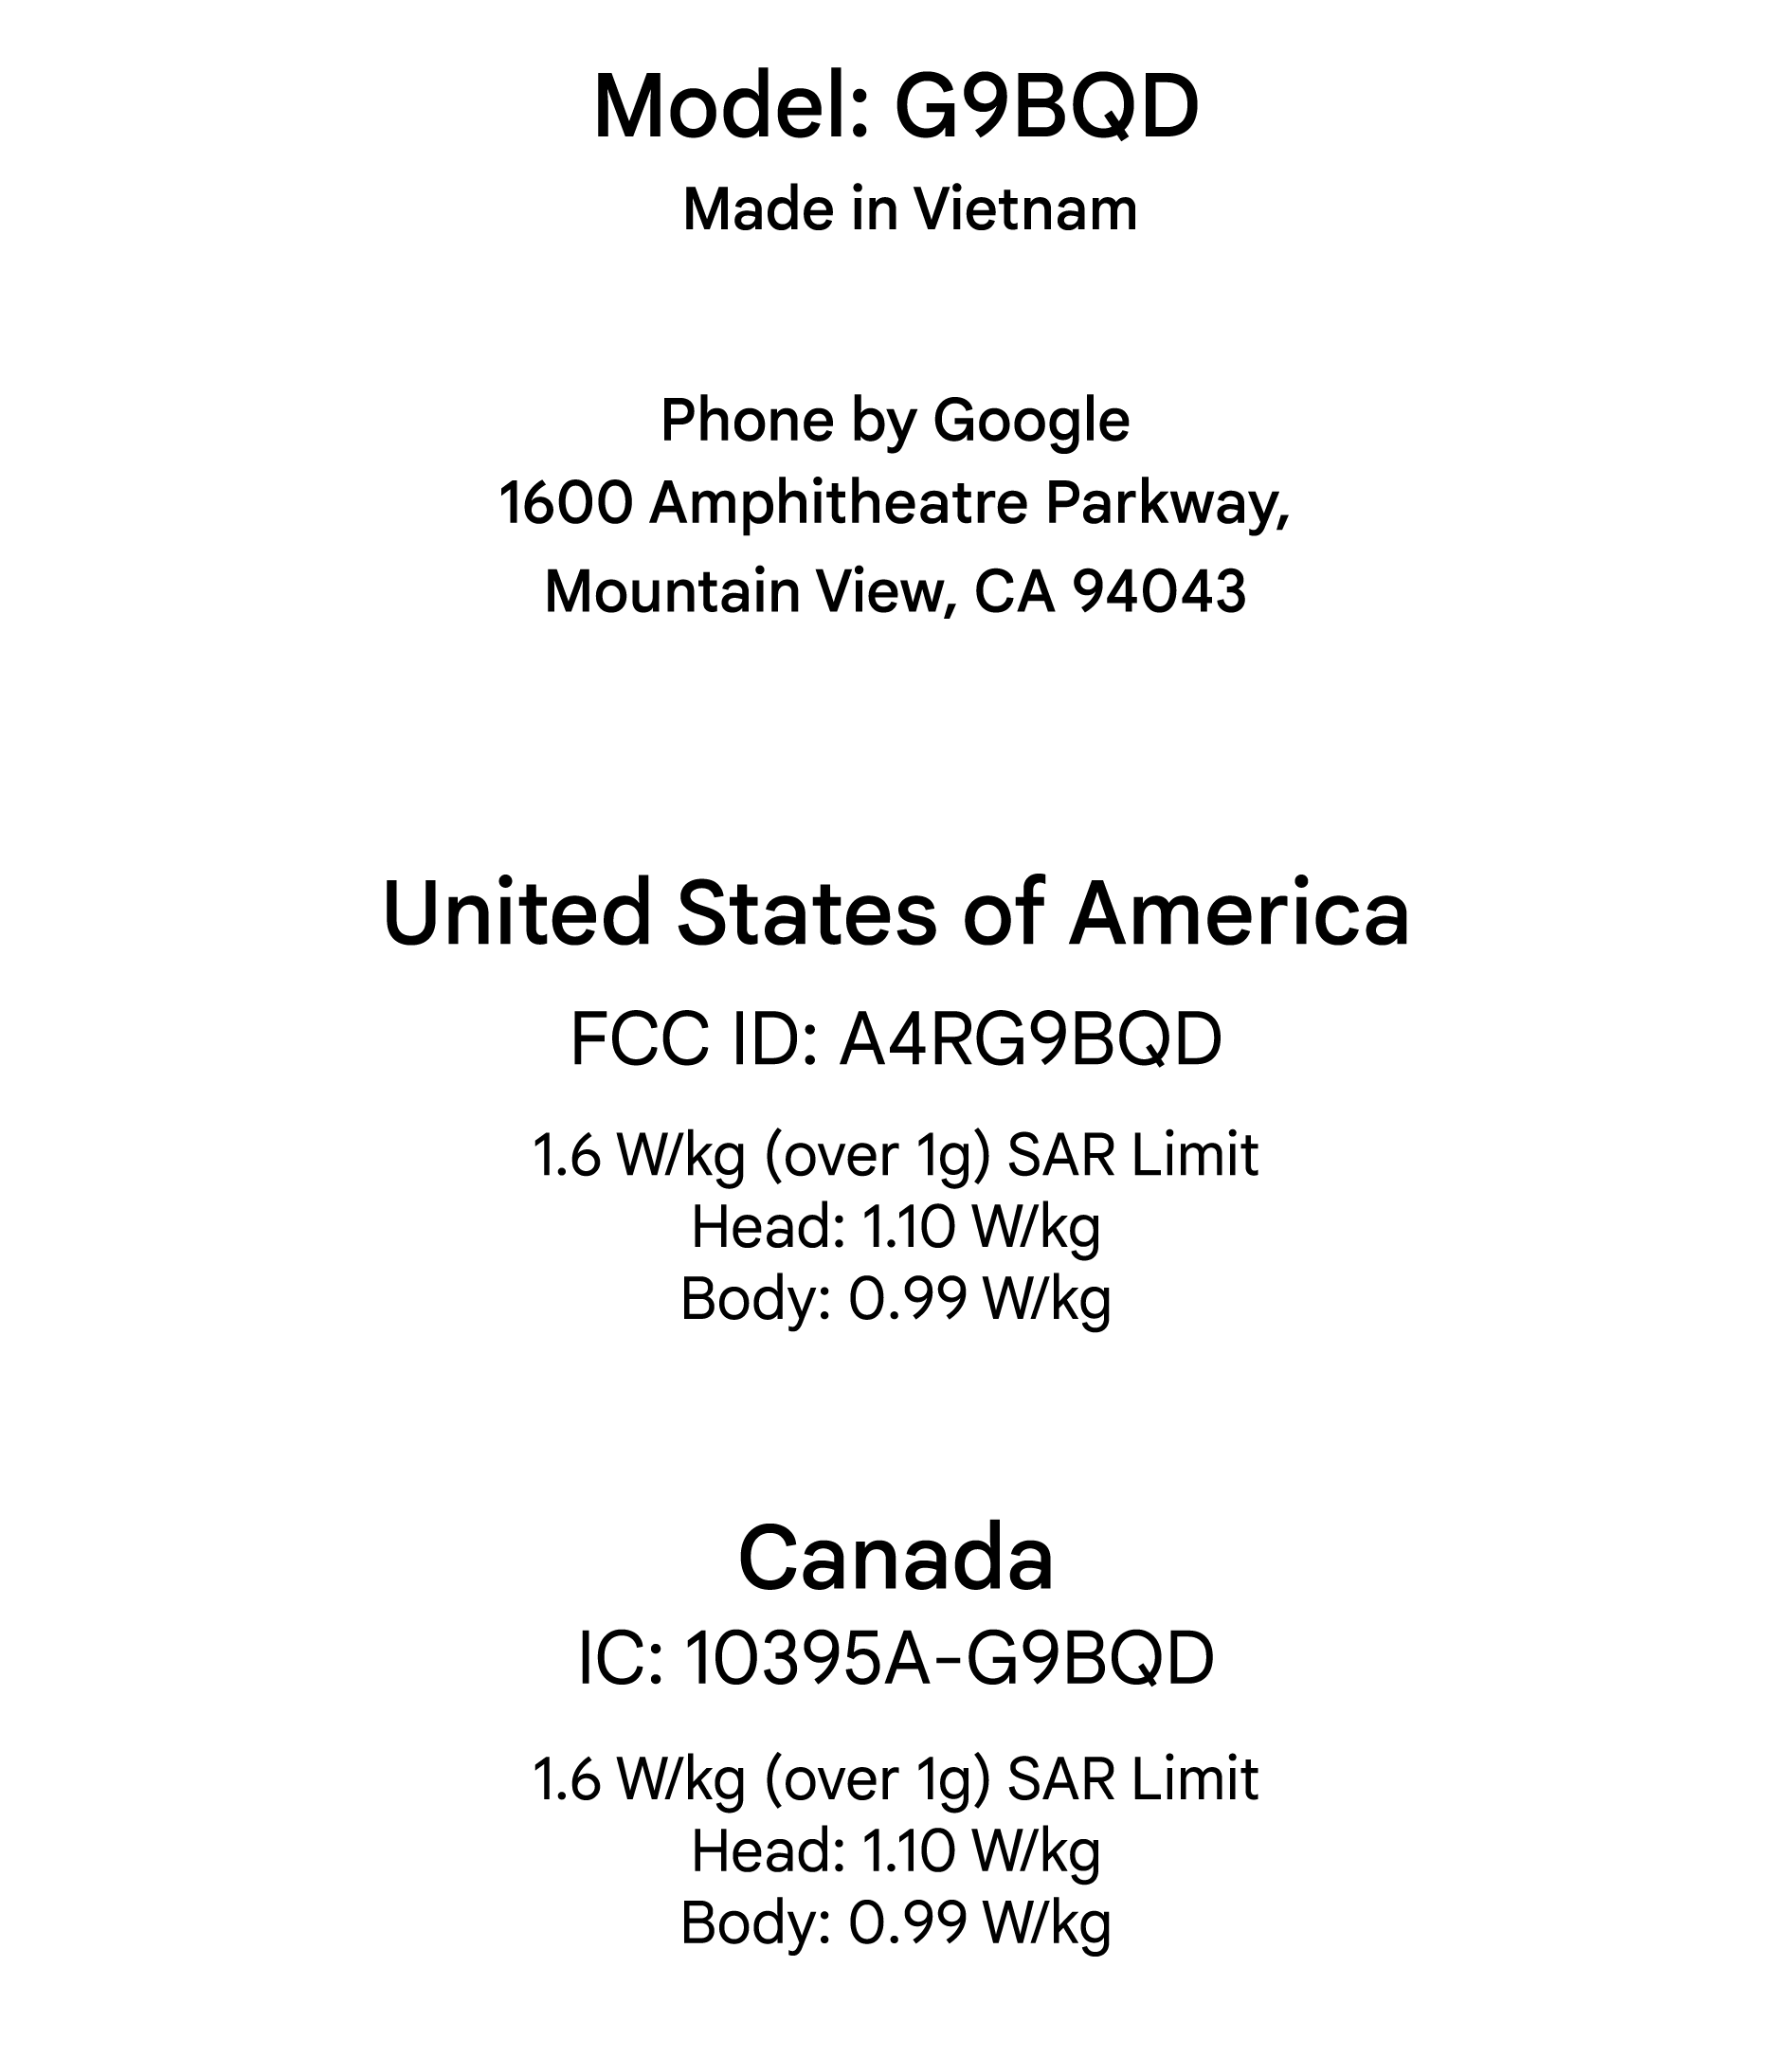 Model: G9BQD
Made in Vietnam
Phone by Google
1600 Amphitheatre Parkway,
Mountain View, CA 94043
United States of America
FCC ID: A4RG9BQD
1.6 W/kg (over 1g) SAR Limit
Head: 1.10 W/kg
Body: 0.99 W/kg
Canada
IC: 10395A-G9BQD
1.6 W/kg (over 1g) SAR Limit
Head: 1.10 W/kg
Body: 0.99 W/kg